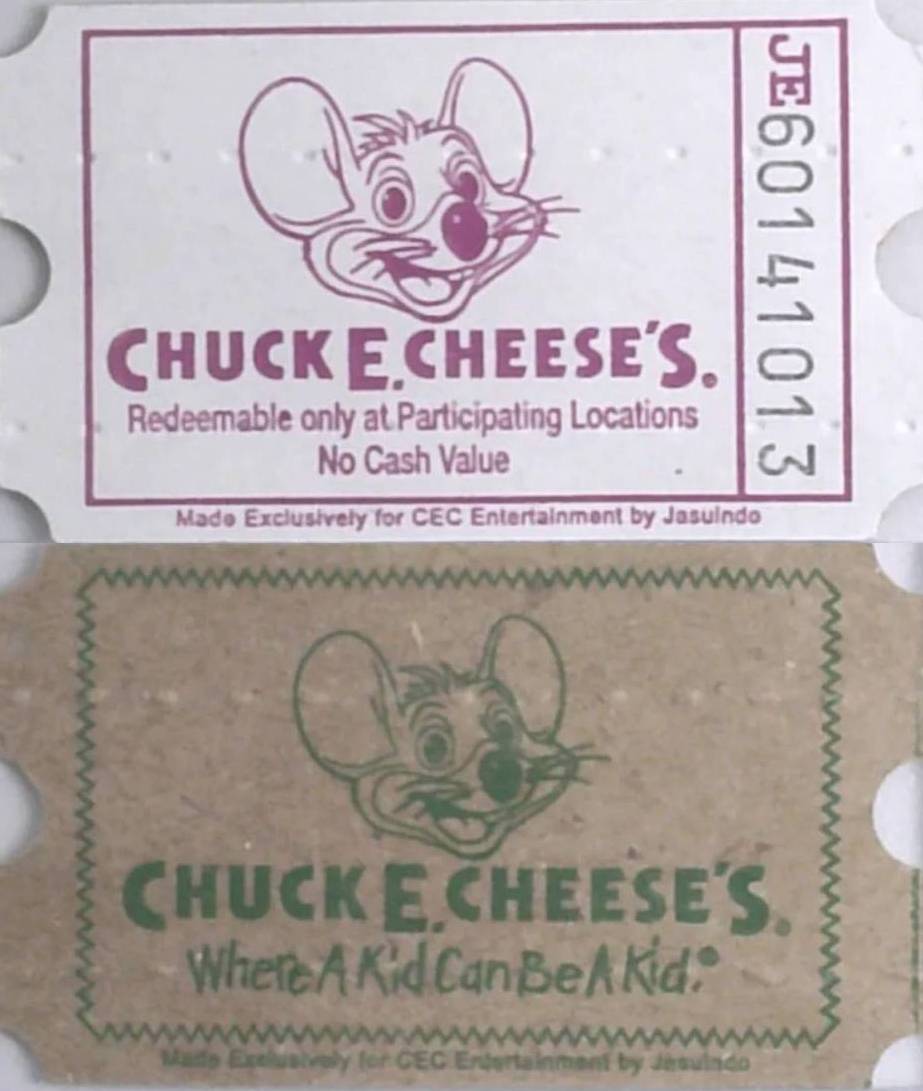 CHUCK E. CHEESE'S.
Redeemable only at Participating Locations
No Cash Value
Made Exclusively for CEC Entertainment by Jasuindo
JE60141013
CHUCK E. CHEESE'S.
Where A Kid Can Be A Kid.®
Made Exclusively for CEC Entertainment by Jasuindo